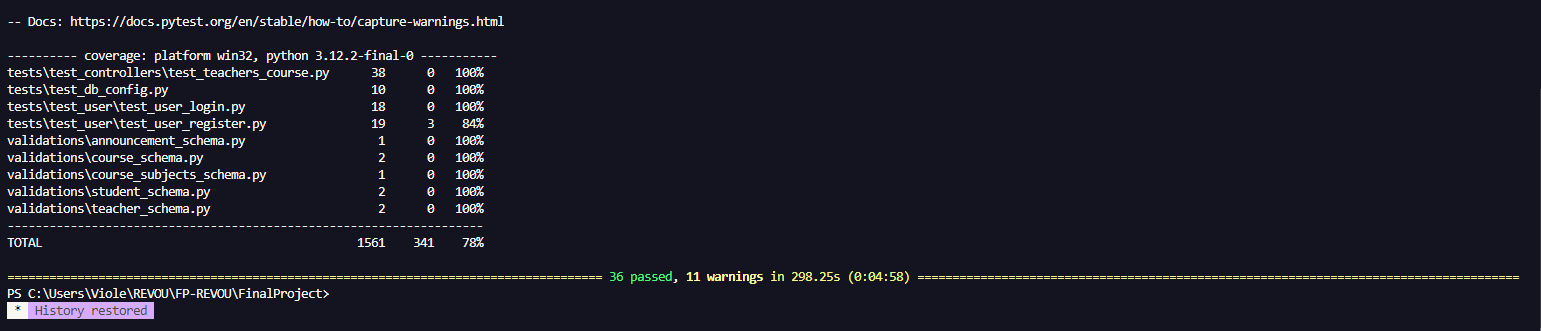 -- Docs: https://docs.pytest.org/en/stable/how-to/capture-warnings.html
---------- coverage: platform win32, python 3.12.2-final-0 -----------
tests\test_controllers\test_teachers_course.py      38      0   100%
tests\test_db_config.py                             10      0   100%
tests\test_user\test_user_login.py                  18      0   100%
tests\test_user\test_user_register.py               19      3    84%
validations\announcement_schema.py                   1      0   100%
validations\course_schema.py                         2      0   100%
validations\course_subjects_schema.py                1      0   100%
validations\student_schema.py                        2      0   100%
validations\teacher_schema.py                        2      0   100%
--------------------------------------------------------------------
TOTAL                                             1561    341    78%
===================================================================================== 36 passed, 11 warnings in 298.25s (0:04:58) ======================================================================================
PS C:\Users\Viole\REVOU\FP-REVOU\FinalProject>
* History restored